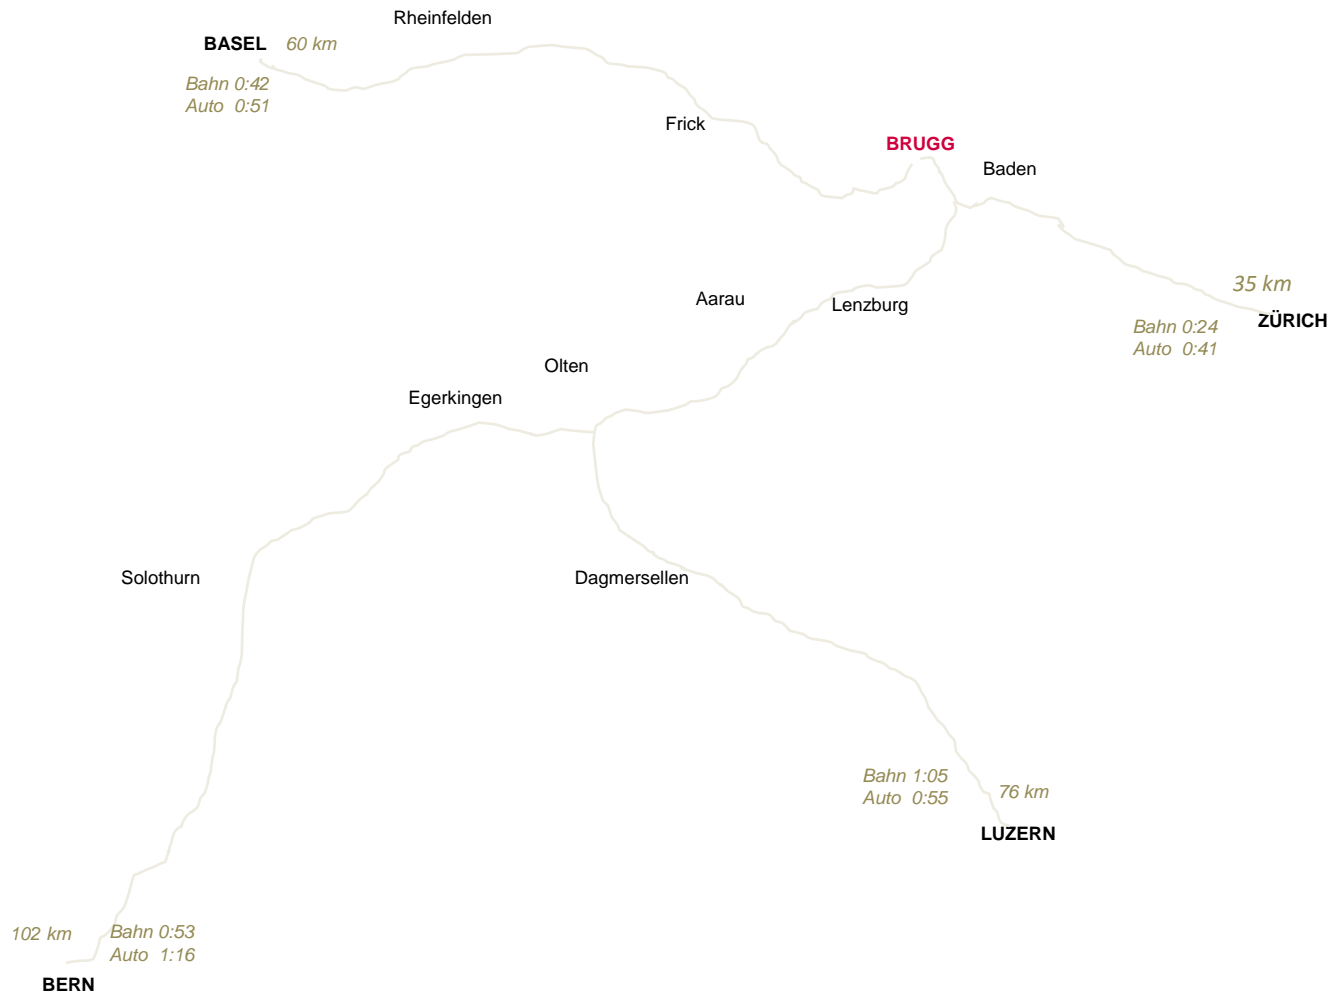 Rheinfelden
BASEL 60 km
Bahn 0:42
Auto 0:51
Frick
BRUGG
Baden
35 km
ZÜRICH
Bahn 0:24
Auto 0:41
Aarau
Lenzburg
Olten
Egerkingen
Solothurn
Dagmersellen
Bahn 1:05
Auto 0:55
76 km
LUZERN
102 km
Bahn 0:53
Auto 1:16
BERN